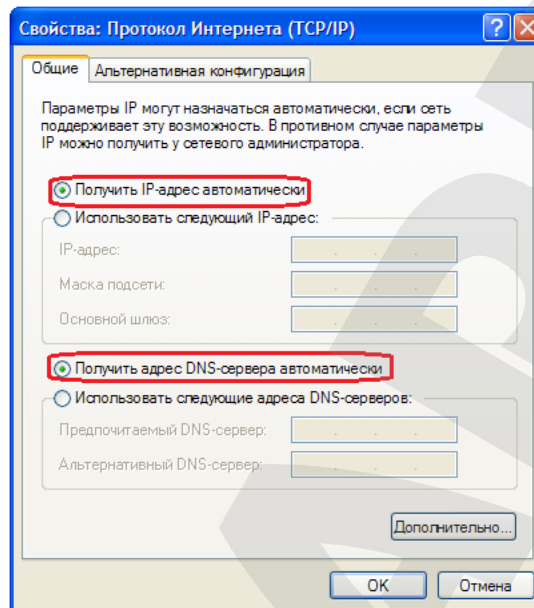 Свойства: Протокол Интернета (TCP/IP)
Общие Альтернативная конфигурация
Параметры IP могут назначаться автоматически, если сеть
поддерживает эту возможность. В противном случае параметры
IP можно получить у сетевого администратора.
Получить IP-адрес автоматически
Использовать следующий IP-адрес:
IP-адрес:
Маска подсети:
Основной шлюз:
Получить адрес DNS-сервера автоматически
Использовать следующие адреса DNS-серверов:
Предпочитаемый DNS-сервер:
Альтернативный DNS-сервер:
Дополнительно...
OK Отмена